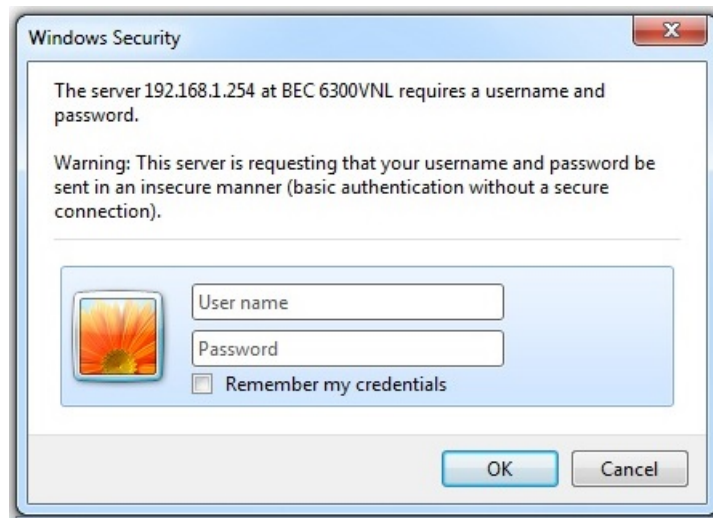 Windows Security
The server 192.168.1.254 at BEC 6300VNL requires a username and
password.
Warning: This server is requesting that your username and password be
sent in an insecure manner (basic authentication without a secure
connection).
User name
Password
Remember my credentials
OK
Cancel